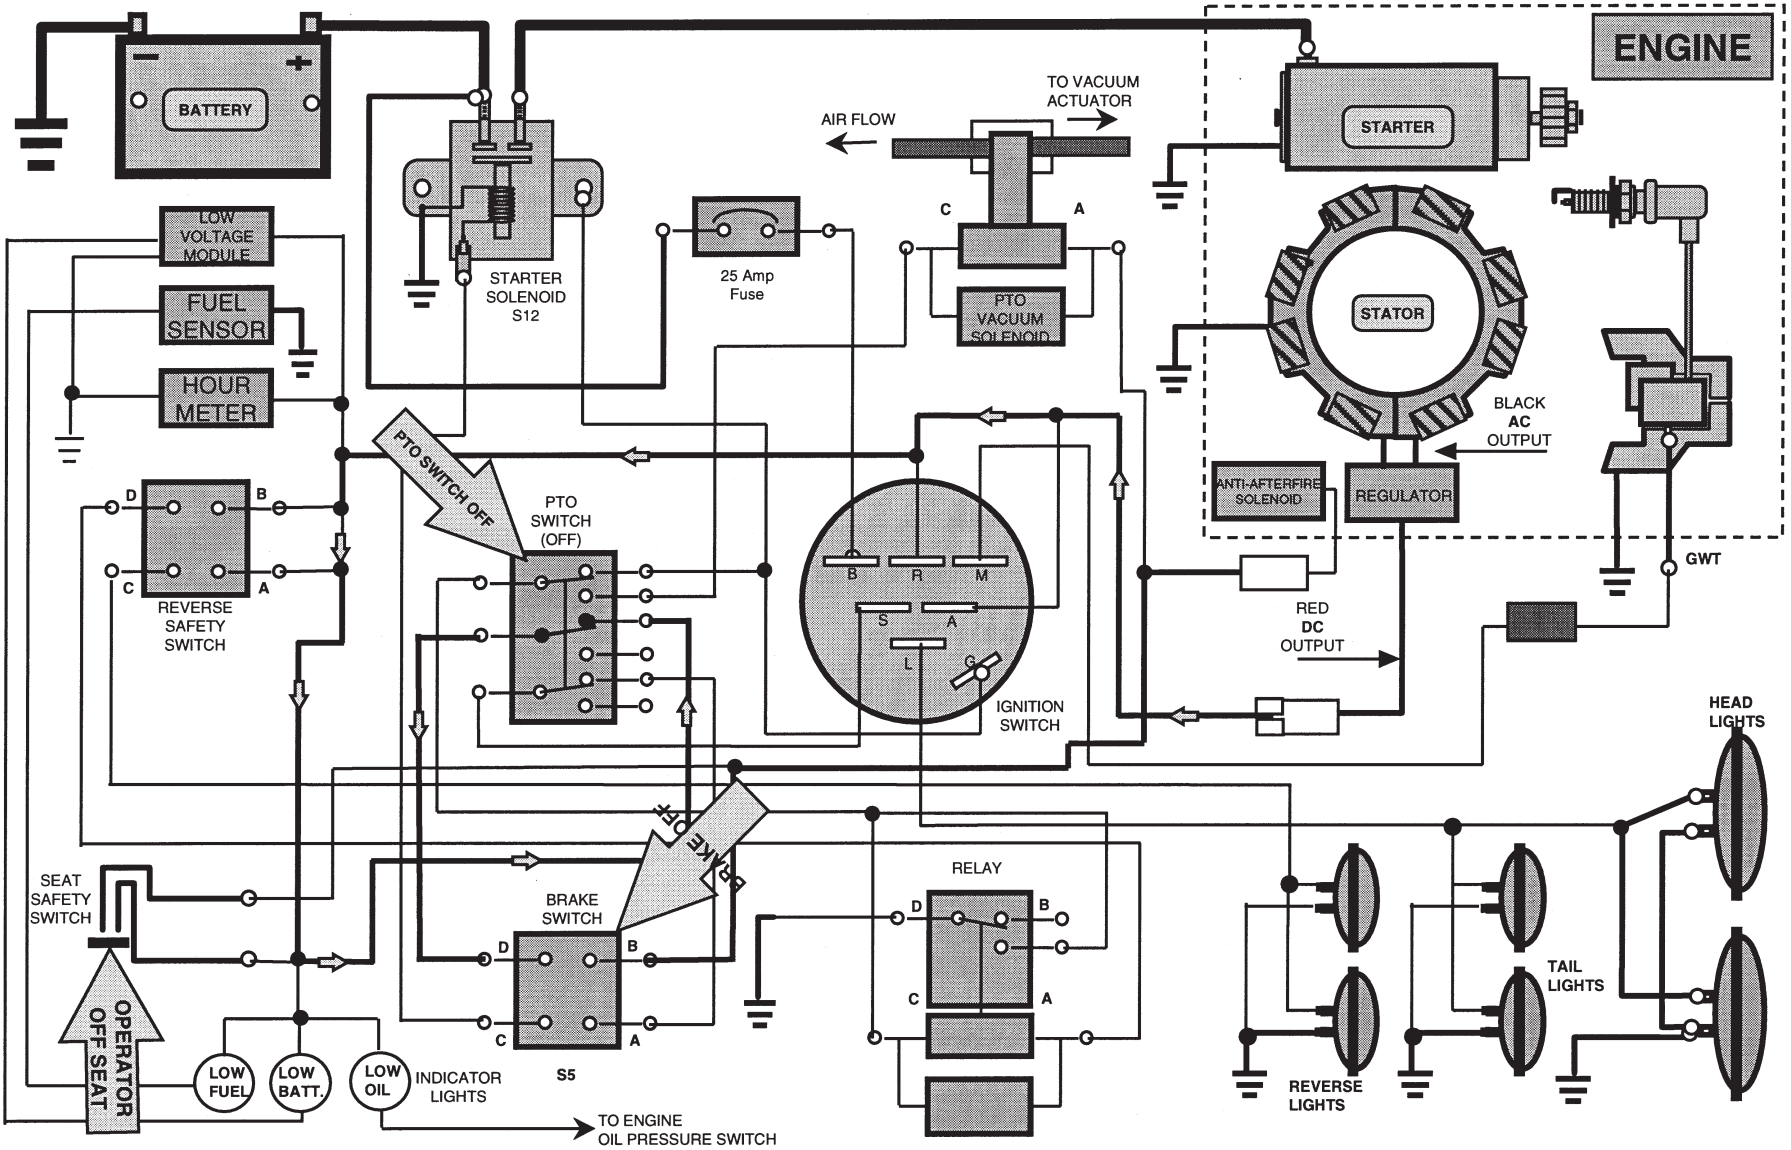 ENGINE
BATTERY
TO VACUUM
ACTUATOR
AIR FLOW
STARTER
LOW
VOLTAGE
MODULE
C
A
STARTER
SOLENOID
S12
25 Amp
Fuse
FUEL
SENSOR
PTO
VACUUM
SOLENOID
STATOR
HOUR
METER
BLACK
AC
OUTPUT
PTO SWITCH OFF
ANTI-AFTERFIRE
SOLENOID
REGULATOR
D
B
C
A
REVERSE
SAFETY
SWITCH
PTO
SWITCH
(OFF)
B
R
M
S
A
L
G
IGNITION
SWITCH
GWT
RED
DC
OUTPUT
HEAD
LIGHTS
BRAKE
FF
SEAT
SAFETY
SWITCH
BRAKE
SWITCH
D
B
C
A
S5
RELAY
D
B
C
A
TAIL
LIGHTS
OPERATOR
OFF SEAT
LOW
FUEL
LOW
BATT.
LOW
OIL
INDICATOR
LIGHTS
TO ENGINE
OIL PRESSURE SWITCH
REVERSE
LIGHTS